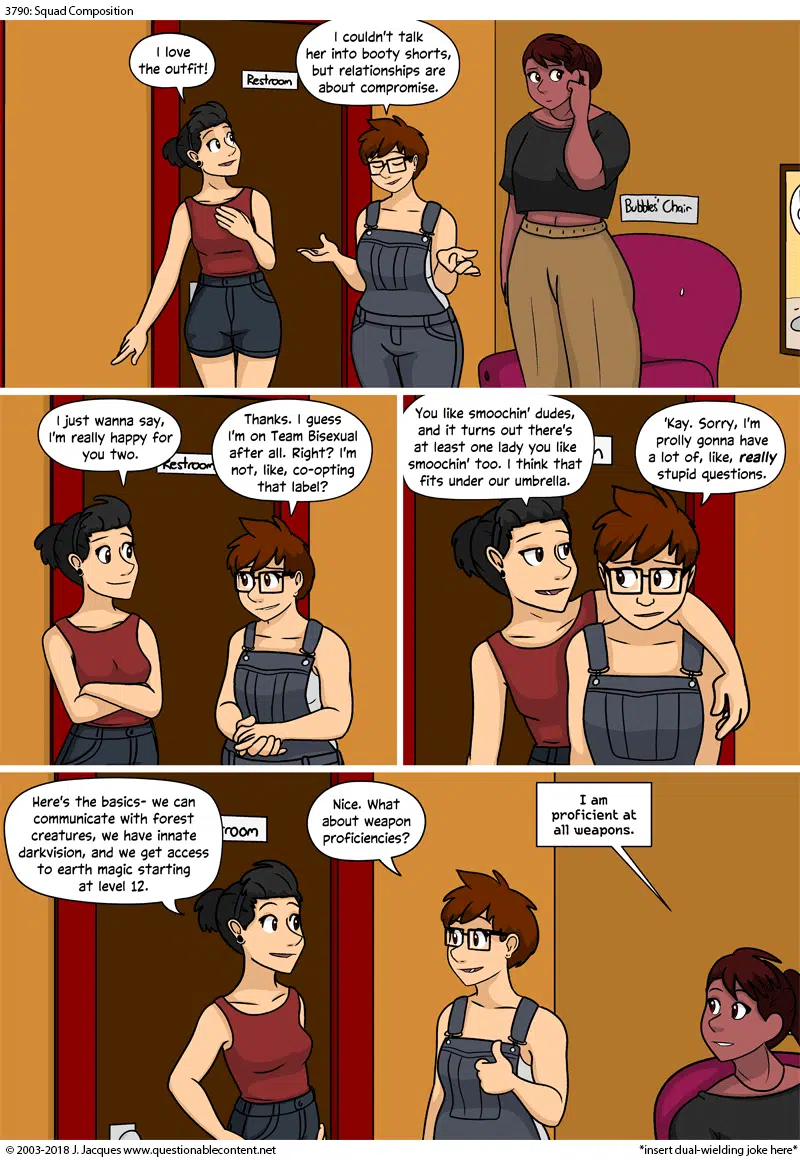 3790: Squad Composition
I love
the outfit!
Restroom
I couldn't talk
her into booty shorts,
but relationships are
about compromise.
Bubbles' Chair
I just wanna say,
I'm really happy for
you two.
Restroom
Thanks. I guess
I'm on Team Bisexual
after all. Right? I'm
not, like, co-opting
that label?
You like smoochin' dudes,
and it turns out there's
at least one lady you like
smoochin' too. I think that
fits under our umbrella.
'Kay. Sorry, I'm
prolly gonna have
a lot of, like, really
stupid questions.
Here's the basics- we can
communicate with forest
creatures, we have innate
darkvision, and we get access
to earth magic starting
at level 12.
room
Nice. What
about weapon
proficiencies?
I am
proficient at
all weapons.
© 2003-2018 J. Jacques www.questionablecontent.net
*insert dual-wielding joke here*